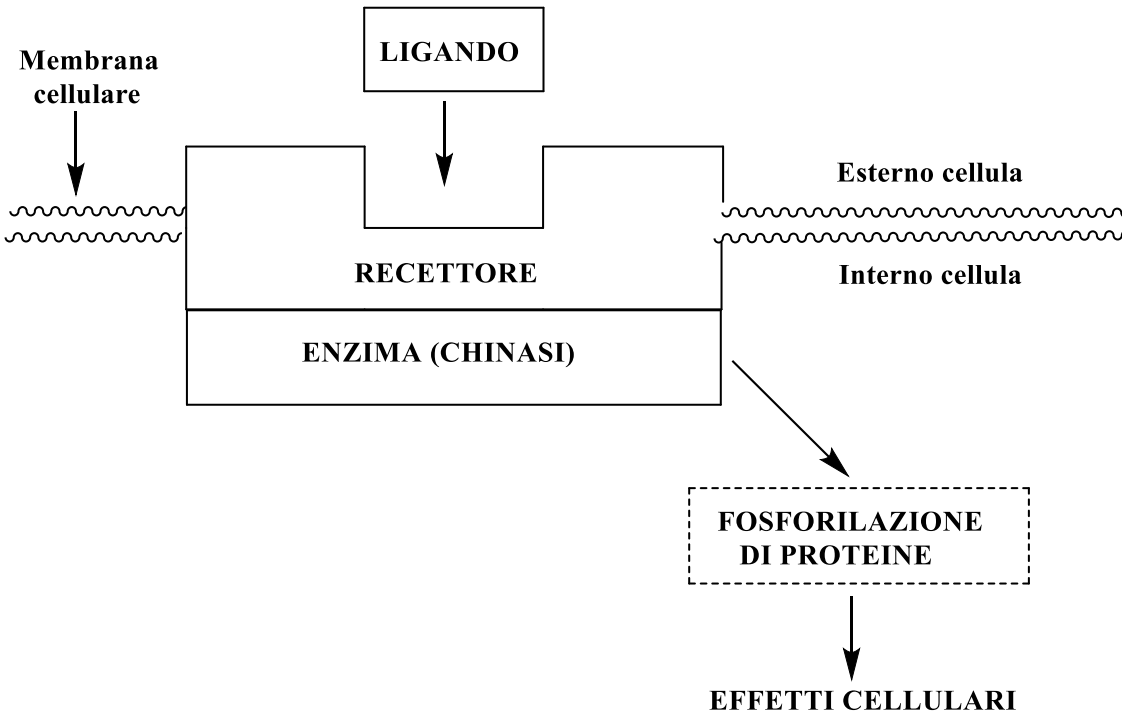 LIGANDO
Membrana
cellulare
Esterno cellula
RECETTORE
Interno cellula
ENZIMA (CHINASI)
FOSFORILAZIONE
DI PROTEINE
EFFETTI CELLULARI